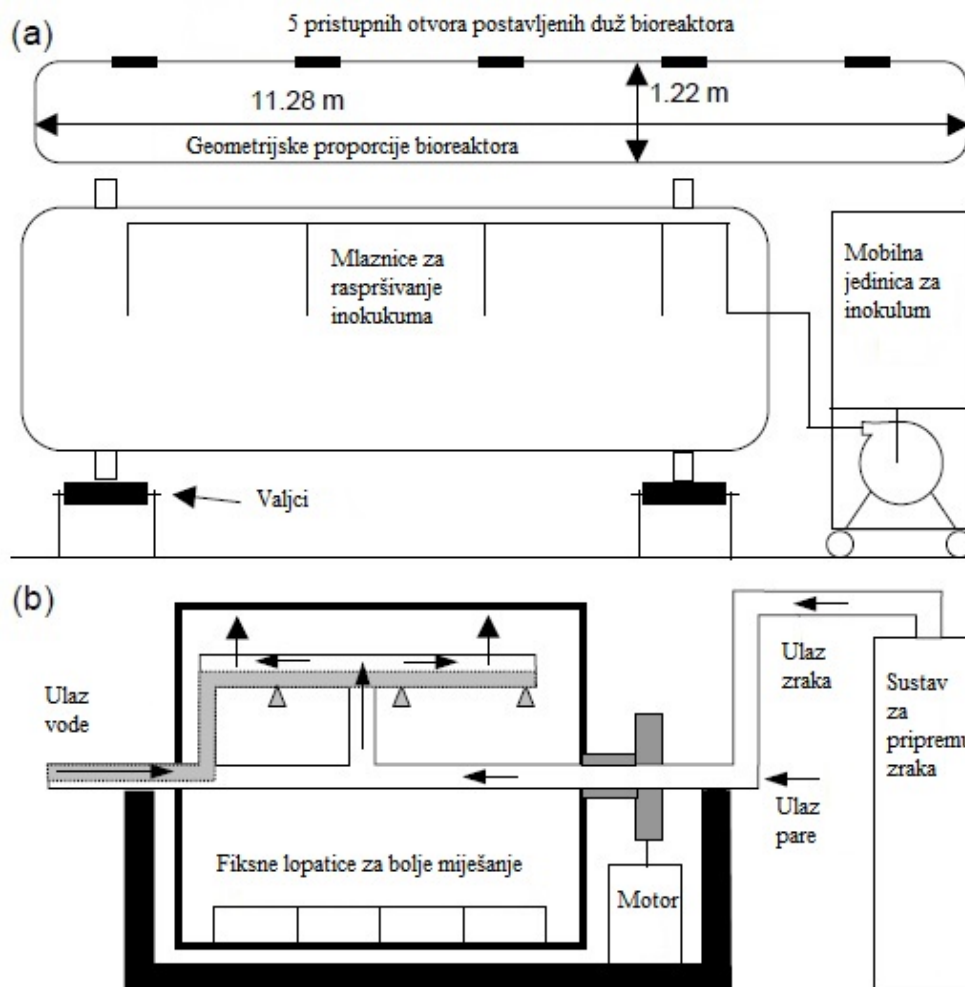 (a)
5 pristupnih otvora postavljenih duž bioreaktora
11.28 m
1.22 m
Geometrijske proporcije bioreaktora
Mlaznice za
raspršivanje
inokukuma
Mobilna
jedinica za
inokulum
Valjci
(b)
Ulaz
vode
Ulaz
zraka
Sustav
za
pripremu
zraka
Ulaz
pare
Fiksne lopatice za bolje miješanje
Motor